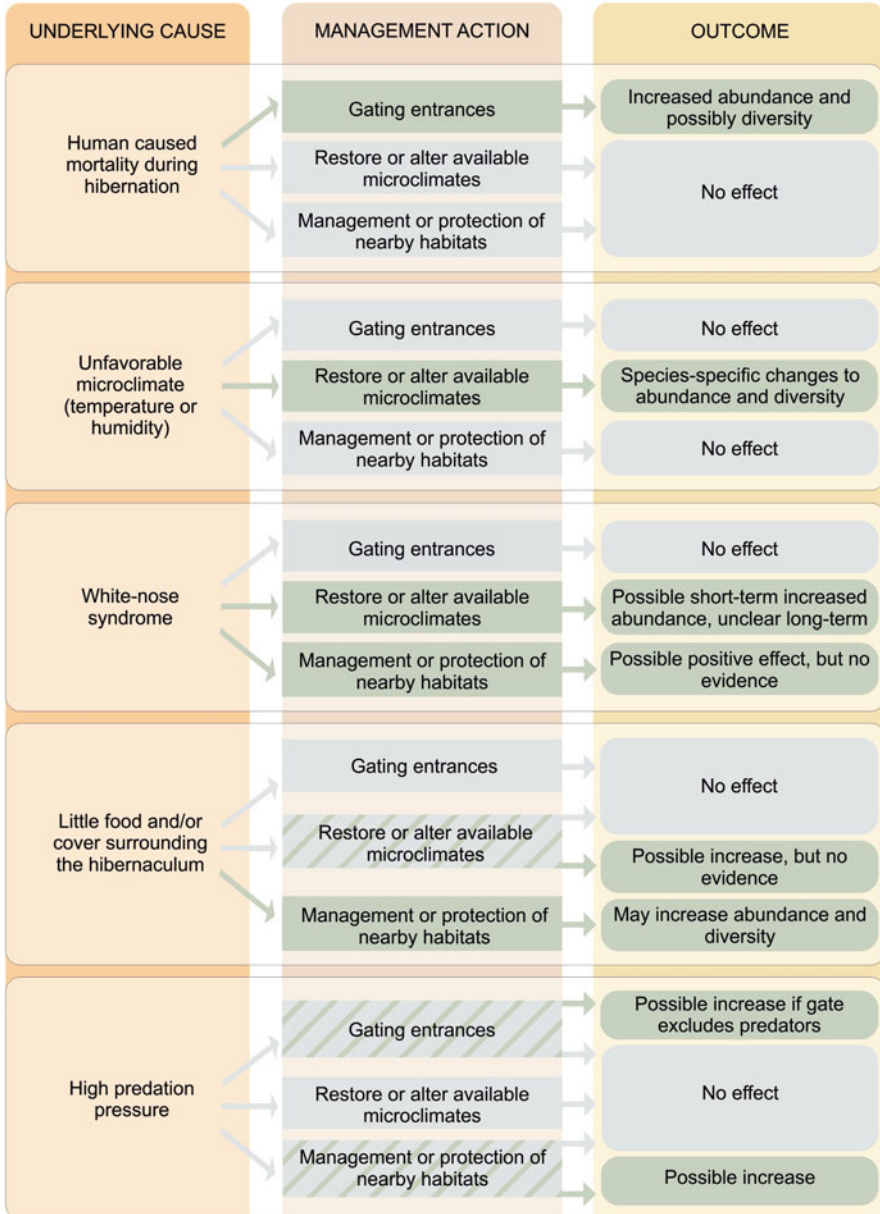 UNDERLYING CAUSE
MANAGEMENT ACTION
OUTCOME
Human caused
mortality during
hibernation
Gating entrances
Increased abundance and
possibly diversity
Restore or alter available
microclimates
Management or protection of
nearby habitats
No effect
Unfavorable
microclimate
(temperature or
humidity)
Gating entrances
No effect
Restore or alter available
microclimates
Species-specific changes to
abundance and diversity
Management or protection of
nearby habitats
No effect
White-nose
syndrome
Gating entrances
No effect
Restore or alter available
microclimates
Possible short-term increased
abundance, unclear long-term
Management or protection of
nearby habitats
Possible positive effect, but no
evidence
Little food and/or
cover surrounding
the hibernaculum
Gating entrances
No effect
Restore or alter available
microclimates
Possible increase, but no
evidence
Management or protection of
nearby habitats
May increase abundance and
diversity
High predation
pressure
Gating entrances
Possible increase if gate
excludes predators
Restore or alter available
microclimates
No effect
Management or protection of
nearby habitats
Possible increase